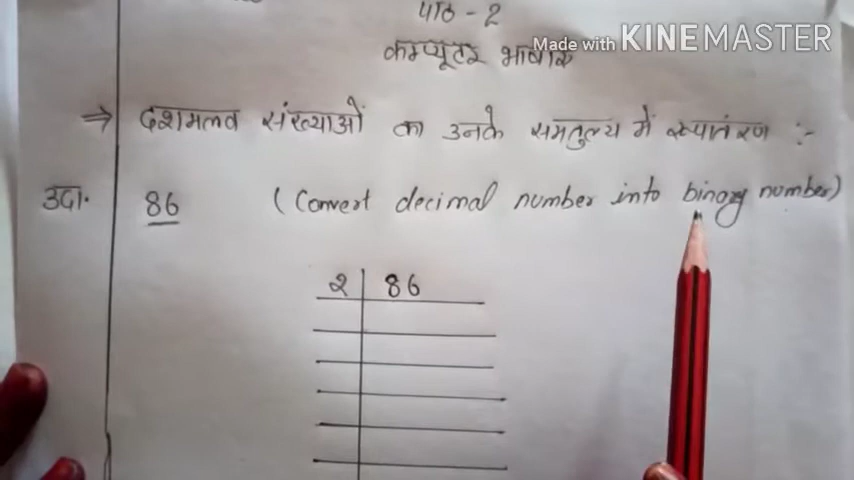 पाठ - 2
Made with KINEMASTER
कम्प्यूटर भाषाए
⇒ दशमलव संख्याओं का उनके समतुल्य में रूपातंरण :-
उदा. 86 (Convert decimal number into binary number)
2 86